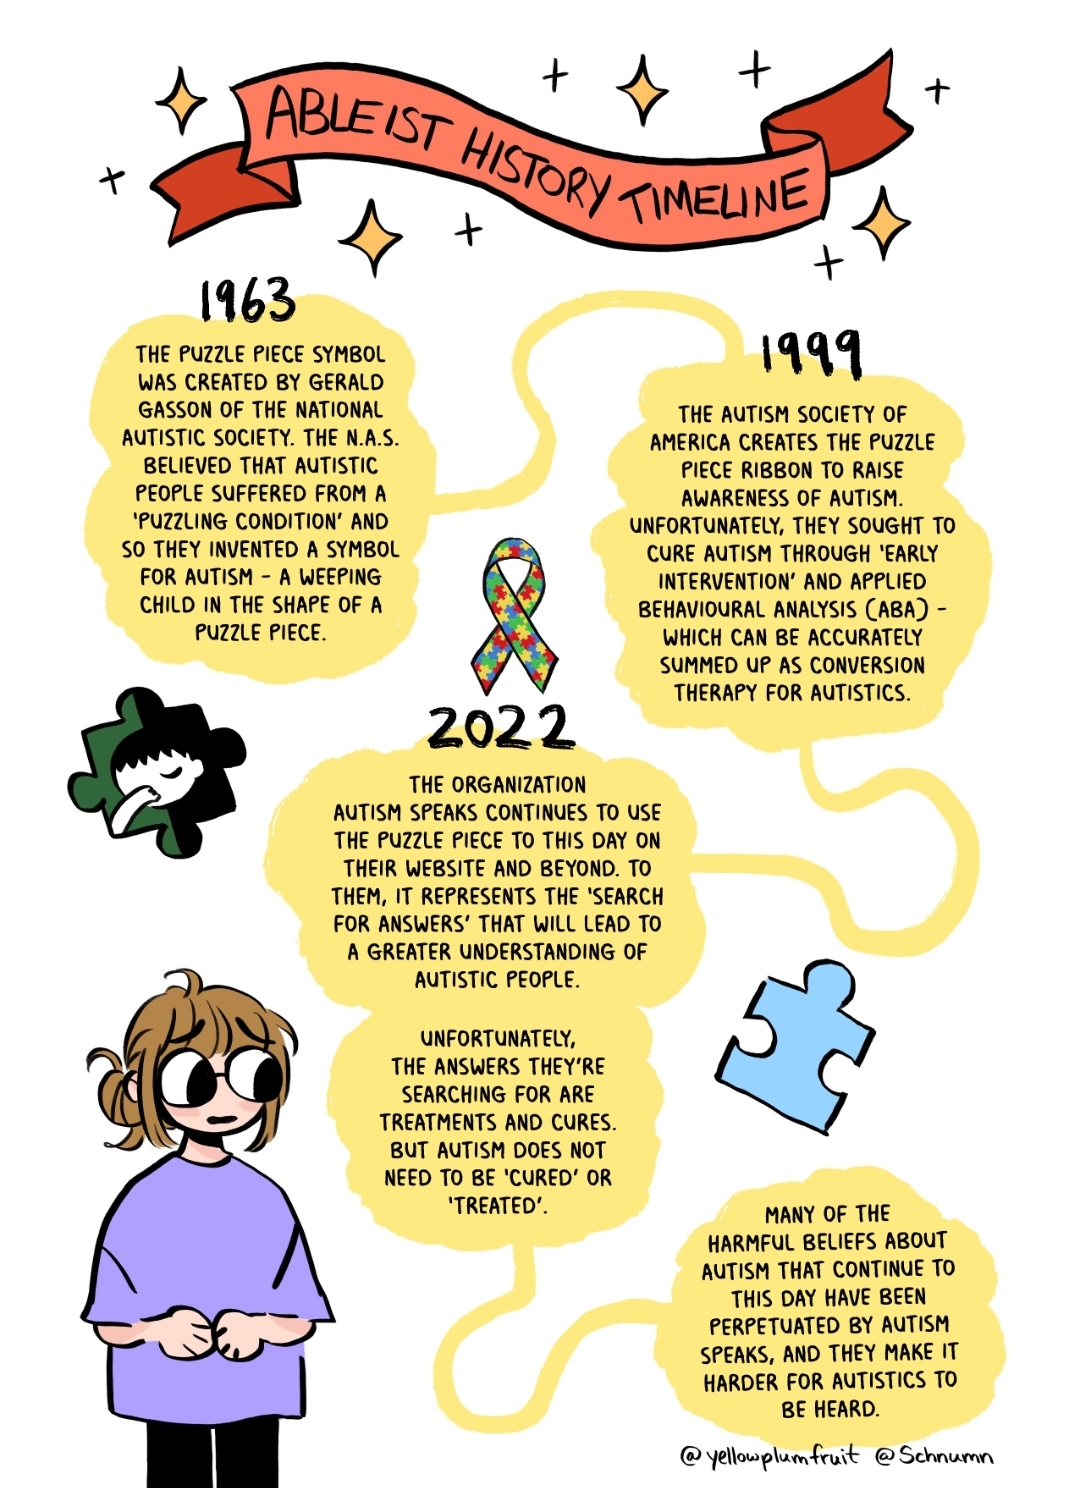 ABLEIST HISTORY TIMELINE
1963
THE PUZZLE PIECE SYMBOL
WAS CREATED BY GERALD
GASSON OF THE NATIONAL
AUTISTIC SOCIETY. THE N.A.S.
BELIEVED THAT AUTISTIC
PEOPLE SUFFERED FROM A
'PUZZLING CONDITION' AND
SO THEY INVENTED A SYMBOL
FOR AUTISM - A WEEPING
CHILD IN THE SHAPE OF A
PUZZLE PIECE.
1999
THE AUTISM SOCIETY OF
AMERICA CREATES THE PUZZLE
PIECE RIBBON TO RAISE
AWARENESS OF AUTISM.
UNFORTUNATELY, THEY SOUGHT TO
CURE AUTISM THROUGH 'EARLY
INTERVENTION' AND APPLIED
BEHAVIOURAL ANALYSIS (ABA) -
WHICH CAN BE ACCURATELY
SUMMED UP AS CONVERSION
THERAPY FOR AUTISTICS.
2022
THE ORGANIZATION
AUTISM SPEAKS CONTINUES TO USE
THE PUZZLE PIECE TO THIS DAY ON
THEIR WEBSITE AND BEYOND. TO
THEM, IT REPRESENTS THE 'SEARCH
FOR ANSWERS' THAT WILL LEAD TO
A GREATER UNDERSTANDING OF
AUTISTIC PEOPLE.
UNFORTUNATELY,
THE ANSWERS THEY'RE
SEARCHING FOR ARE
TREATMENTS AND CURES.
BUT AUTISM DOES NOT
NEED TO BE 'CURED' OR
'TREATED'.
MANY OF THE
HARMFUL BELIEFS ABOUT
AUTISM THAT CONTINUE TO
THIS DAY HAVE BEEN
PERPETUATED BY AUTISM
SPEAKS, AND THEY MAKE IT
HARDER FOR AUTISTICS TO
BE HEARD.
@yellowplumfruit @Schnumn